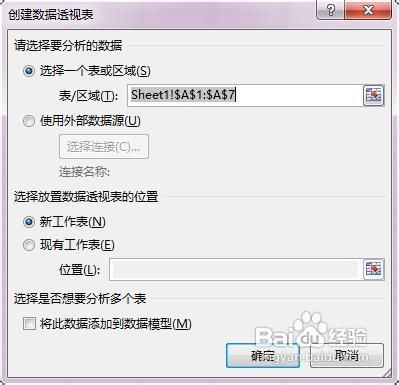 创建数据透视表
请选择要分析的数据
选择一个表或区域(S)
表/区域(T): Sheet1!$A$1:$A$7
使用外部数据源(U)
选择连接(C)...
连接名称:
选择放置数据透视表的位置
新工作表(N)
现有工作表(E)
位置(L):
选择是否想要分析多个表
将此数据添加到数据模型(M)
确定 取消
Baidu经验
jingyan.baidu.com